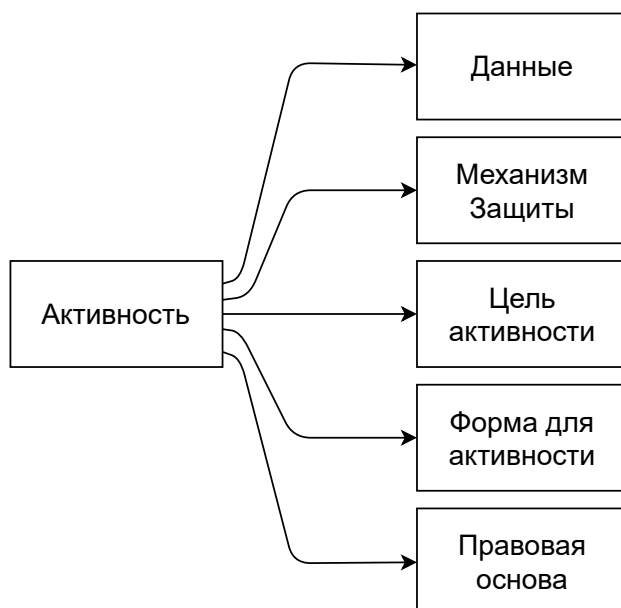 Данные
Механизм
Защиты
Активность
Цель
активности
Форма для
активности
Правовая
основа